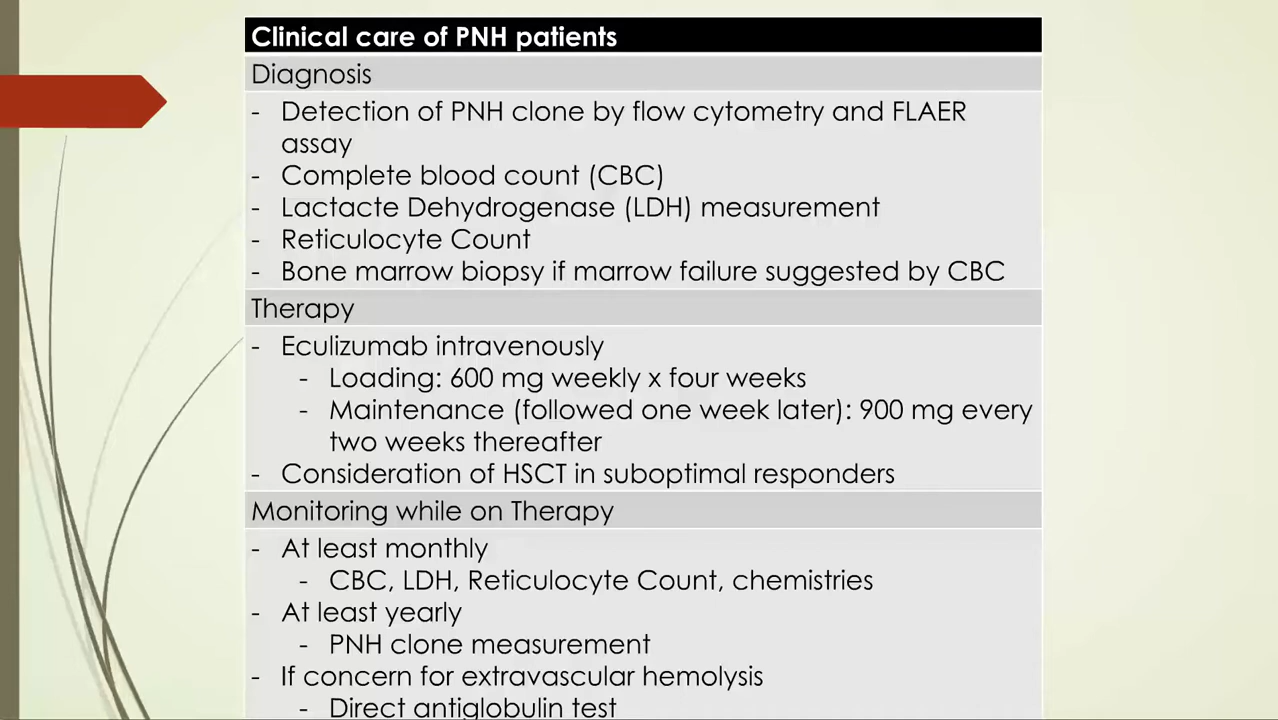 Clinical care of PNH patients
Diagnosis
- Detection of PNH clone by flow cytometry and FLAER
assay
- Complete blood count (CBC)
- Lactacte Dehydrogenase (LDH) measurement
- Reticulocyte Count
- Bone marrow biopsy if marrow failure suggested by CBC
Therapy
- Eculizumab intravenously
- Loading: 600 mg weekly x four weeks
- Maintenance (followed one week later): 900 mg every
two weeks thereafter
- Consideration of HSCT in suboptimal responders
Monitoring while on Therapy
- At least monthly
- CBC, LDH, Reticulocyte Count, chemistries
- At least yearly
- PNH clone measurement
- If concern for extravascular hemolysis
- Direct antiglobulin test